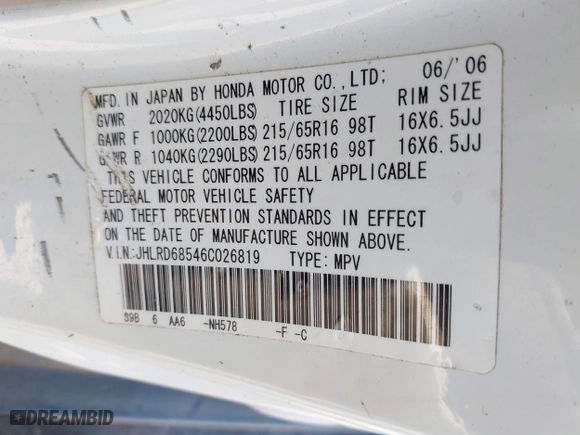 MFD. IN JAPAN BY HONDA MOTOR CO.,LTD; 06/'06
GVWR 2020KG(4450LBS) TIRE SIZE RIM SIZE
GAWR F 1000KG(2200LBS) 215/65R16 98T 16X6.5JJ
GAWR R 1040KG(2290LBS) 215/65R16 98T 16X6.5JJ
THIS VEHICLE CONFORMS TO ALL APPLICABLE
FEDERAL MOTOR VEHICLE SAFETY
AND THEFT PREVENTION STANDARDS IN EFFECT
ON THE DATE OF MANUFACTURE SHOWN ABOVE.
V.I.N:JHLRD68546C026819 TYPE: MPV
S9B 6 AA6 -NH578 -F -C
DREAMBID